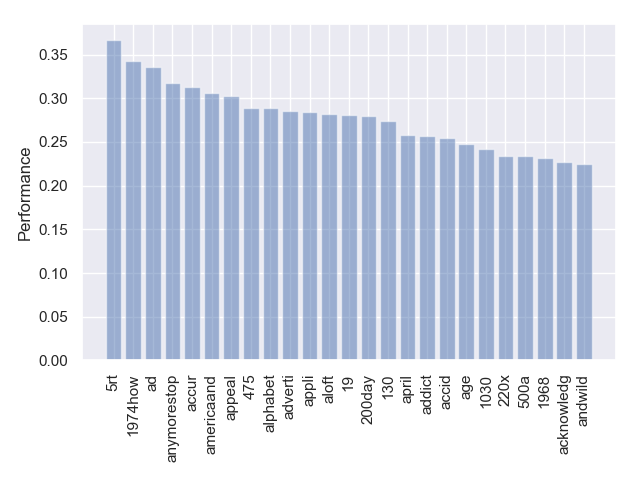 0.35
0.30
0.25
0.20
0.15
0.10
0.05
0.00
Performance
5rt
1974how
ad
anymorestop
accur
americaand
appeal
475
alphabet
adverti
appli
aloft
19
200day
130
april
addict
accid
age
1030
220x
500a
1968
acknowledg
andwild